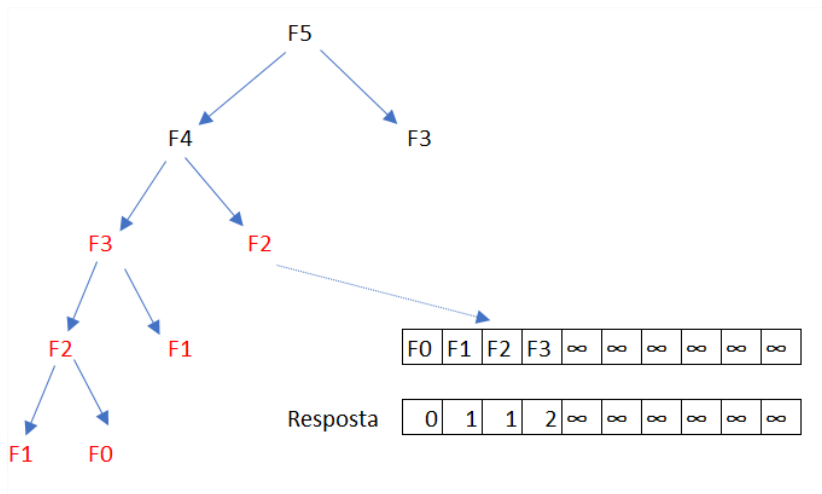 F5
F4 F3
F3 F2
F2 F1
F0 F1 F2 F3 ∞ ∞ ∞ ∞ ∞ ∞
Resposta 0 1 1 2 ∞ ∞ ∞ ∞ ∞ ∞
F1 F0